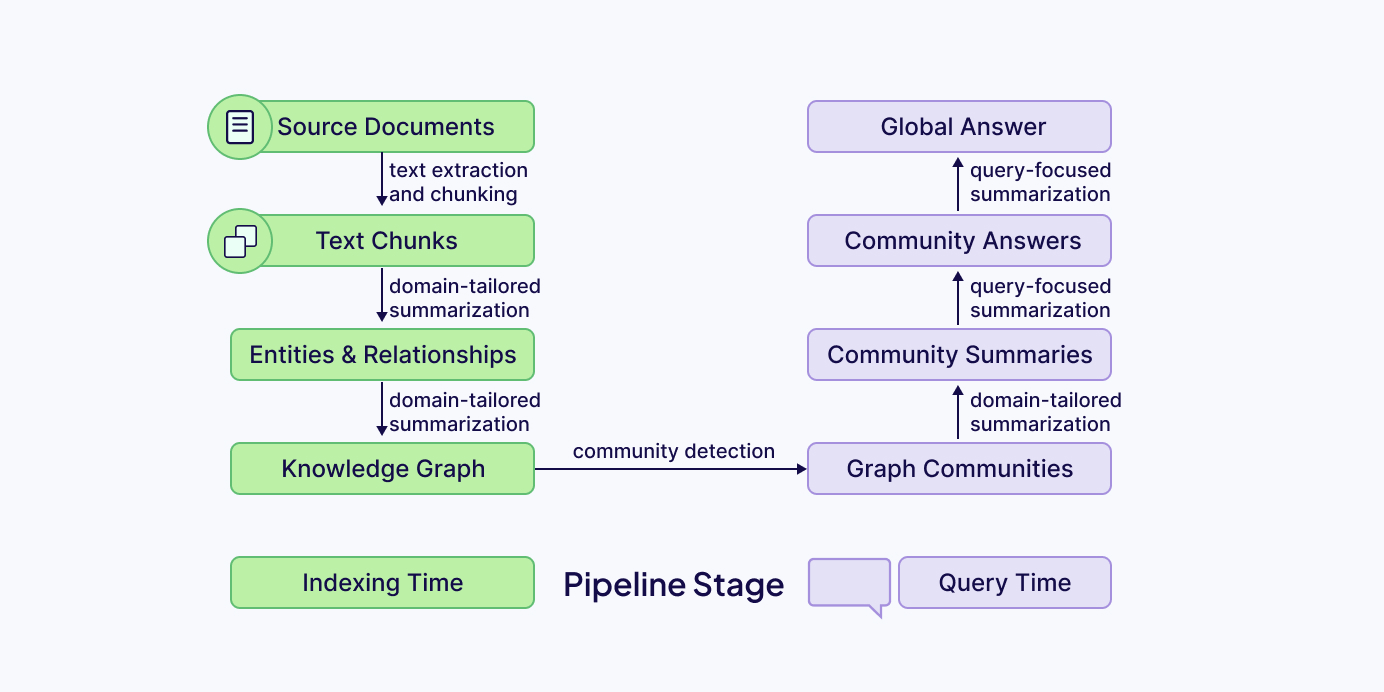 Source Documents
text extraction
and chunking
Text Chunks
domain-tailored
summarization
Entities & Relationships
domain-tailored
summarization
Knowledge Graph
community detection
Global Answer
query-focused
summarization
Community Answers
query-focused
summarization
Community Summaries
domain-tailored
summarization
Graph Communities
Indexing Time
Pipeline Stage
Query Time